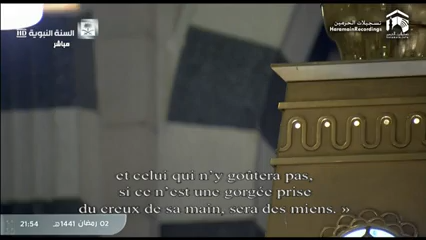 السنة النبوية HD
مباشر
تسجيلات الحرمين
HaramainRecordings
et celui qui n'y goûtera pas,
si ce n'est une gorgée prise
du creux de sa main, sera des miens. »
21:54
02 رمضان 1441هـ